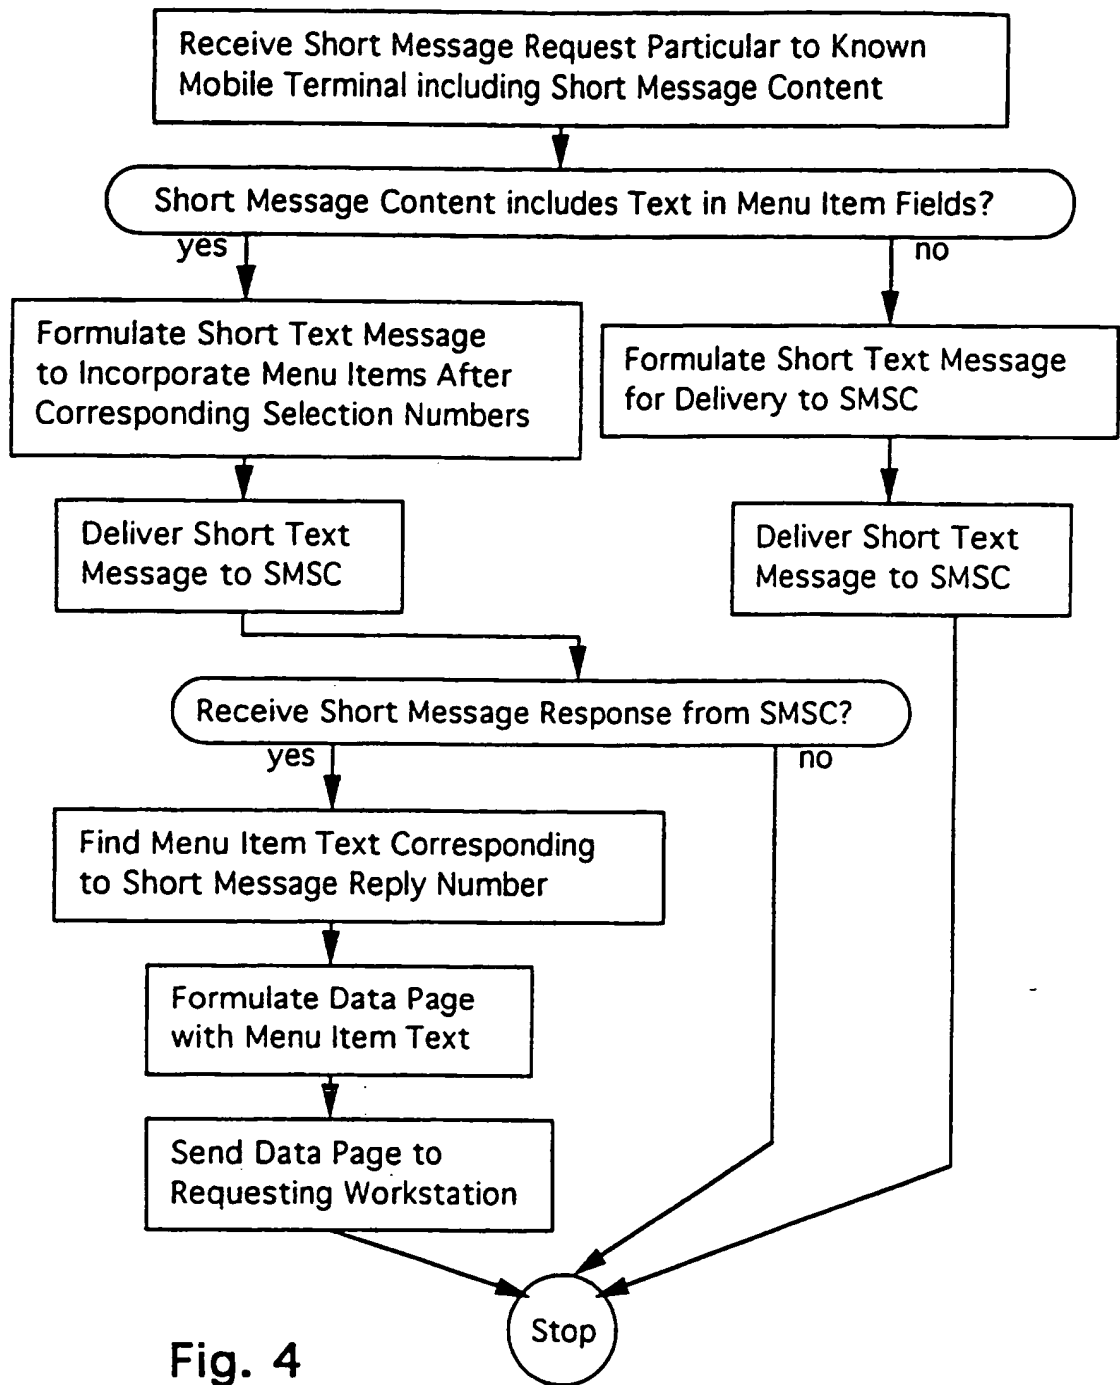 Receive Short Message Request Particular to Known
Mobile Terminal including Short Message Content
Short Message Content includes Text in Menu Item Fields?
yes
no
Formulate Short Text Message
to Incorporate Menu Items After
Corresponding Selection Numbers
Formulate Short Text Message
for Delivery to SMSC
Deliver Short Text
Message to SMSC
Deliver Short Text
Message to SMSC
Receive Short Message Response from SMSC?
yes
no
Find Menu Item Text Corresponding
to Short Message Reply Number
Formulate Data Page
with Menu Item Text
Send Data Page to
Requesting Workstation
Stop
Fig. 4